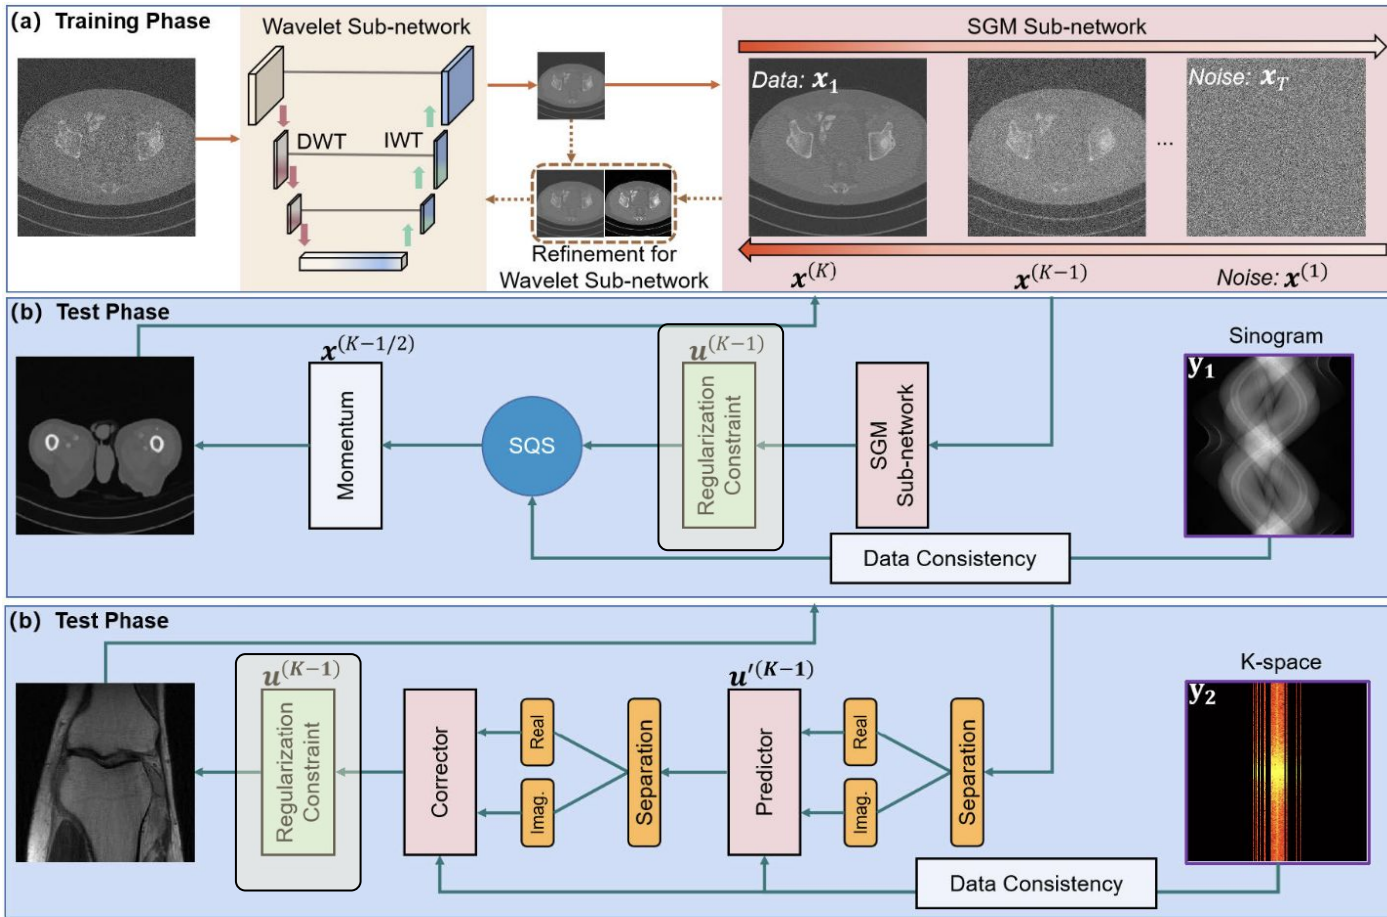 (a) Training Phase
Wavelet Sub-network
SGM Sub-network
DWT
IWT
Data: x₁
Noise: x_T
...
Refinement for
Wavelet Sub-network
x^(K)
x^(K−1)
Noise: x^(1)
(b) Test Phase
x^(K−1/2)
Momentum
SQS
u^(K−1)
Regularization
Constraint
SGM
Sub-network
Data Consistency
Sinogram
y₁
(b) Test Phase
u^(K−1)
Regularization
Constraint
Corrector
Real
Imag.
Separation
u′^(K−1)
Predictor
Real
Imag.
Separation
Data Consistency
K-space
y₂